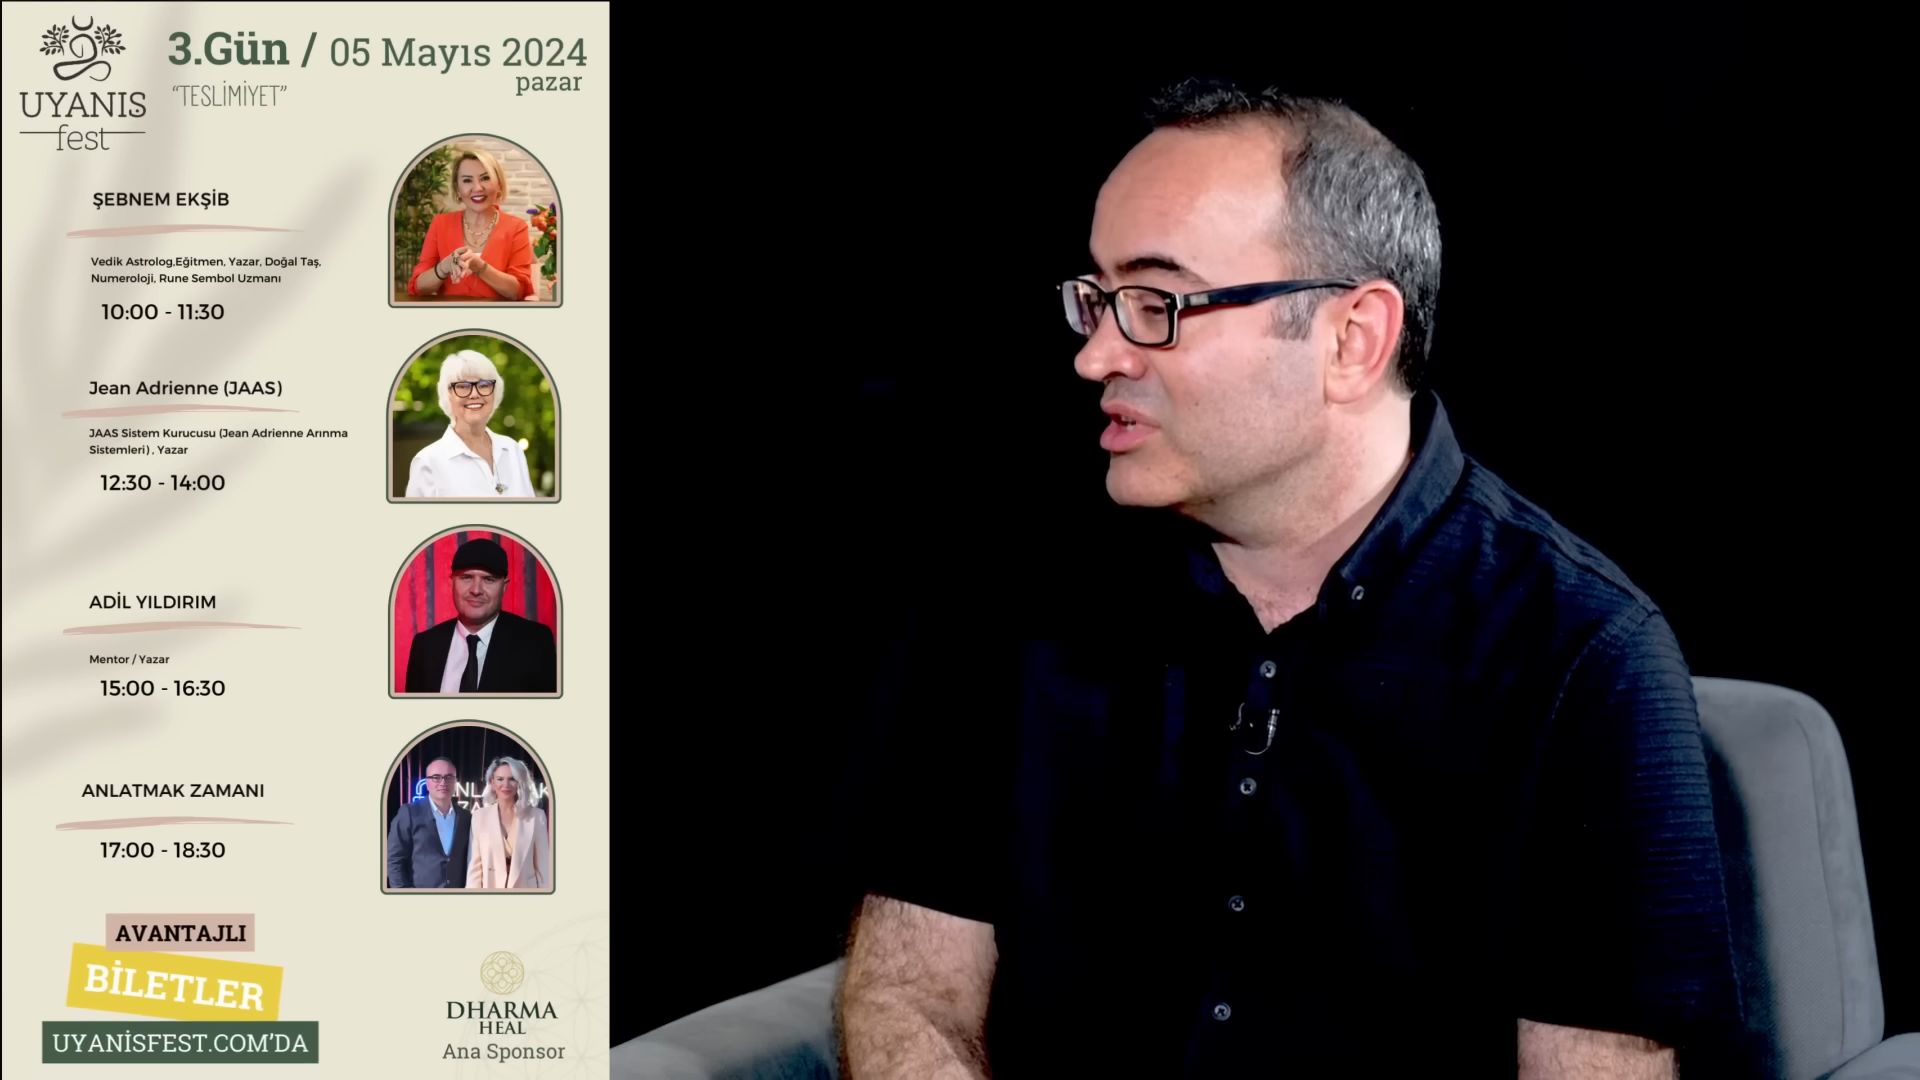 UYANIS
fest
3.Gün / 05 Mayıs 2024
pazar
“TESLİMİYET”
ŞEBNEM EKŞİB
Vedik Astrolog,Eğitmen, Yazar, Doğal Taş,
Numeroloji, Rune Sembol Uzmanı
10:00 - 11:30
Jean Adrienne (JAAS)
JAAS Sistem Kurucusu (Jean Adrienne Arınma
Sistemleri) , Yazar
12:30 - 14:00
ADİL YILDIRIM
Mentor / Yazar
15:00 - 16:30
ANLATMAK ZAMANI
17:00 - 18:30
AVANTAJLI
BİLETLER
UYANİSFEST.COM’DA
DHARMA
HEAL
Ana Sponsor